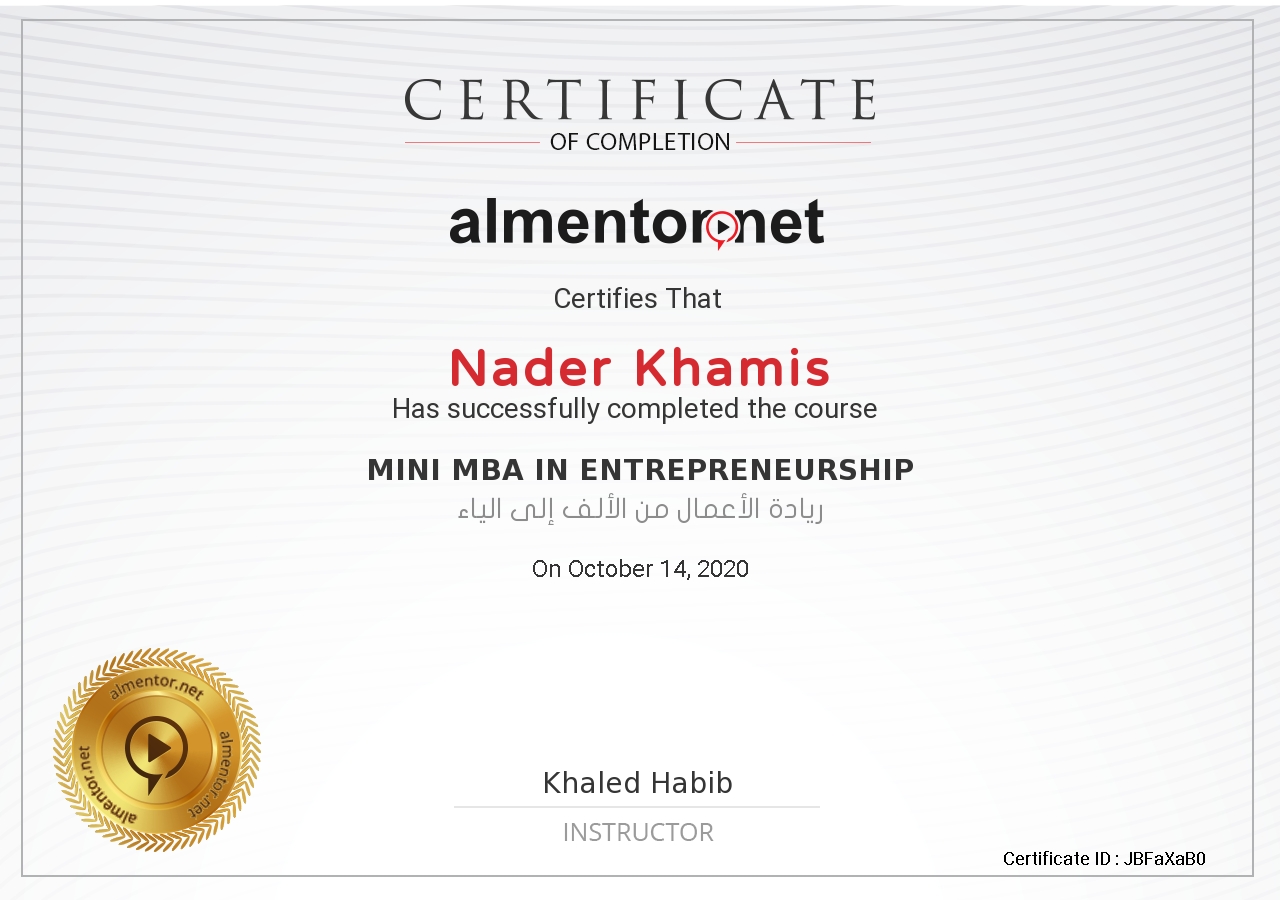 CERTIFICATE
OF COMPLETION
almentor.net
Certifies That
Nader Khamis
Has successfully completed the course
MINI MBA IN ENTREPRENEURSHIP
ريادة الأعمال من الألف إلى الياء
On October 14, 2020
almentor.net
almentor.net
almentor.net
Khaled Habib
INSTRUCTOR
Certificate ID : JBFaXaB0